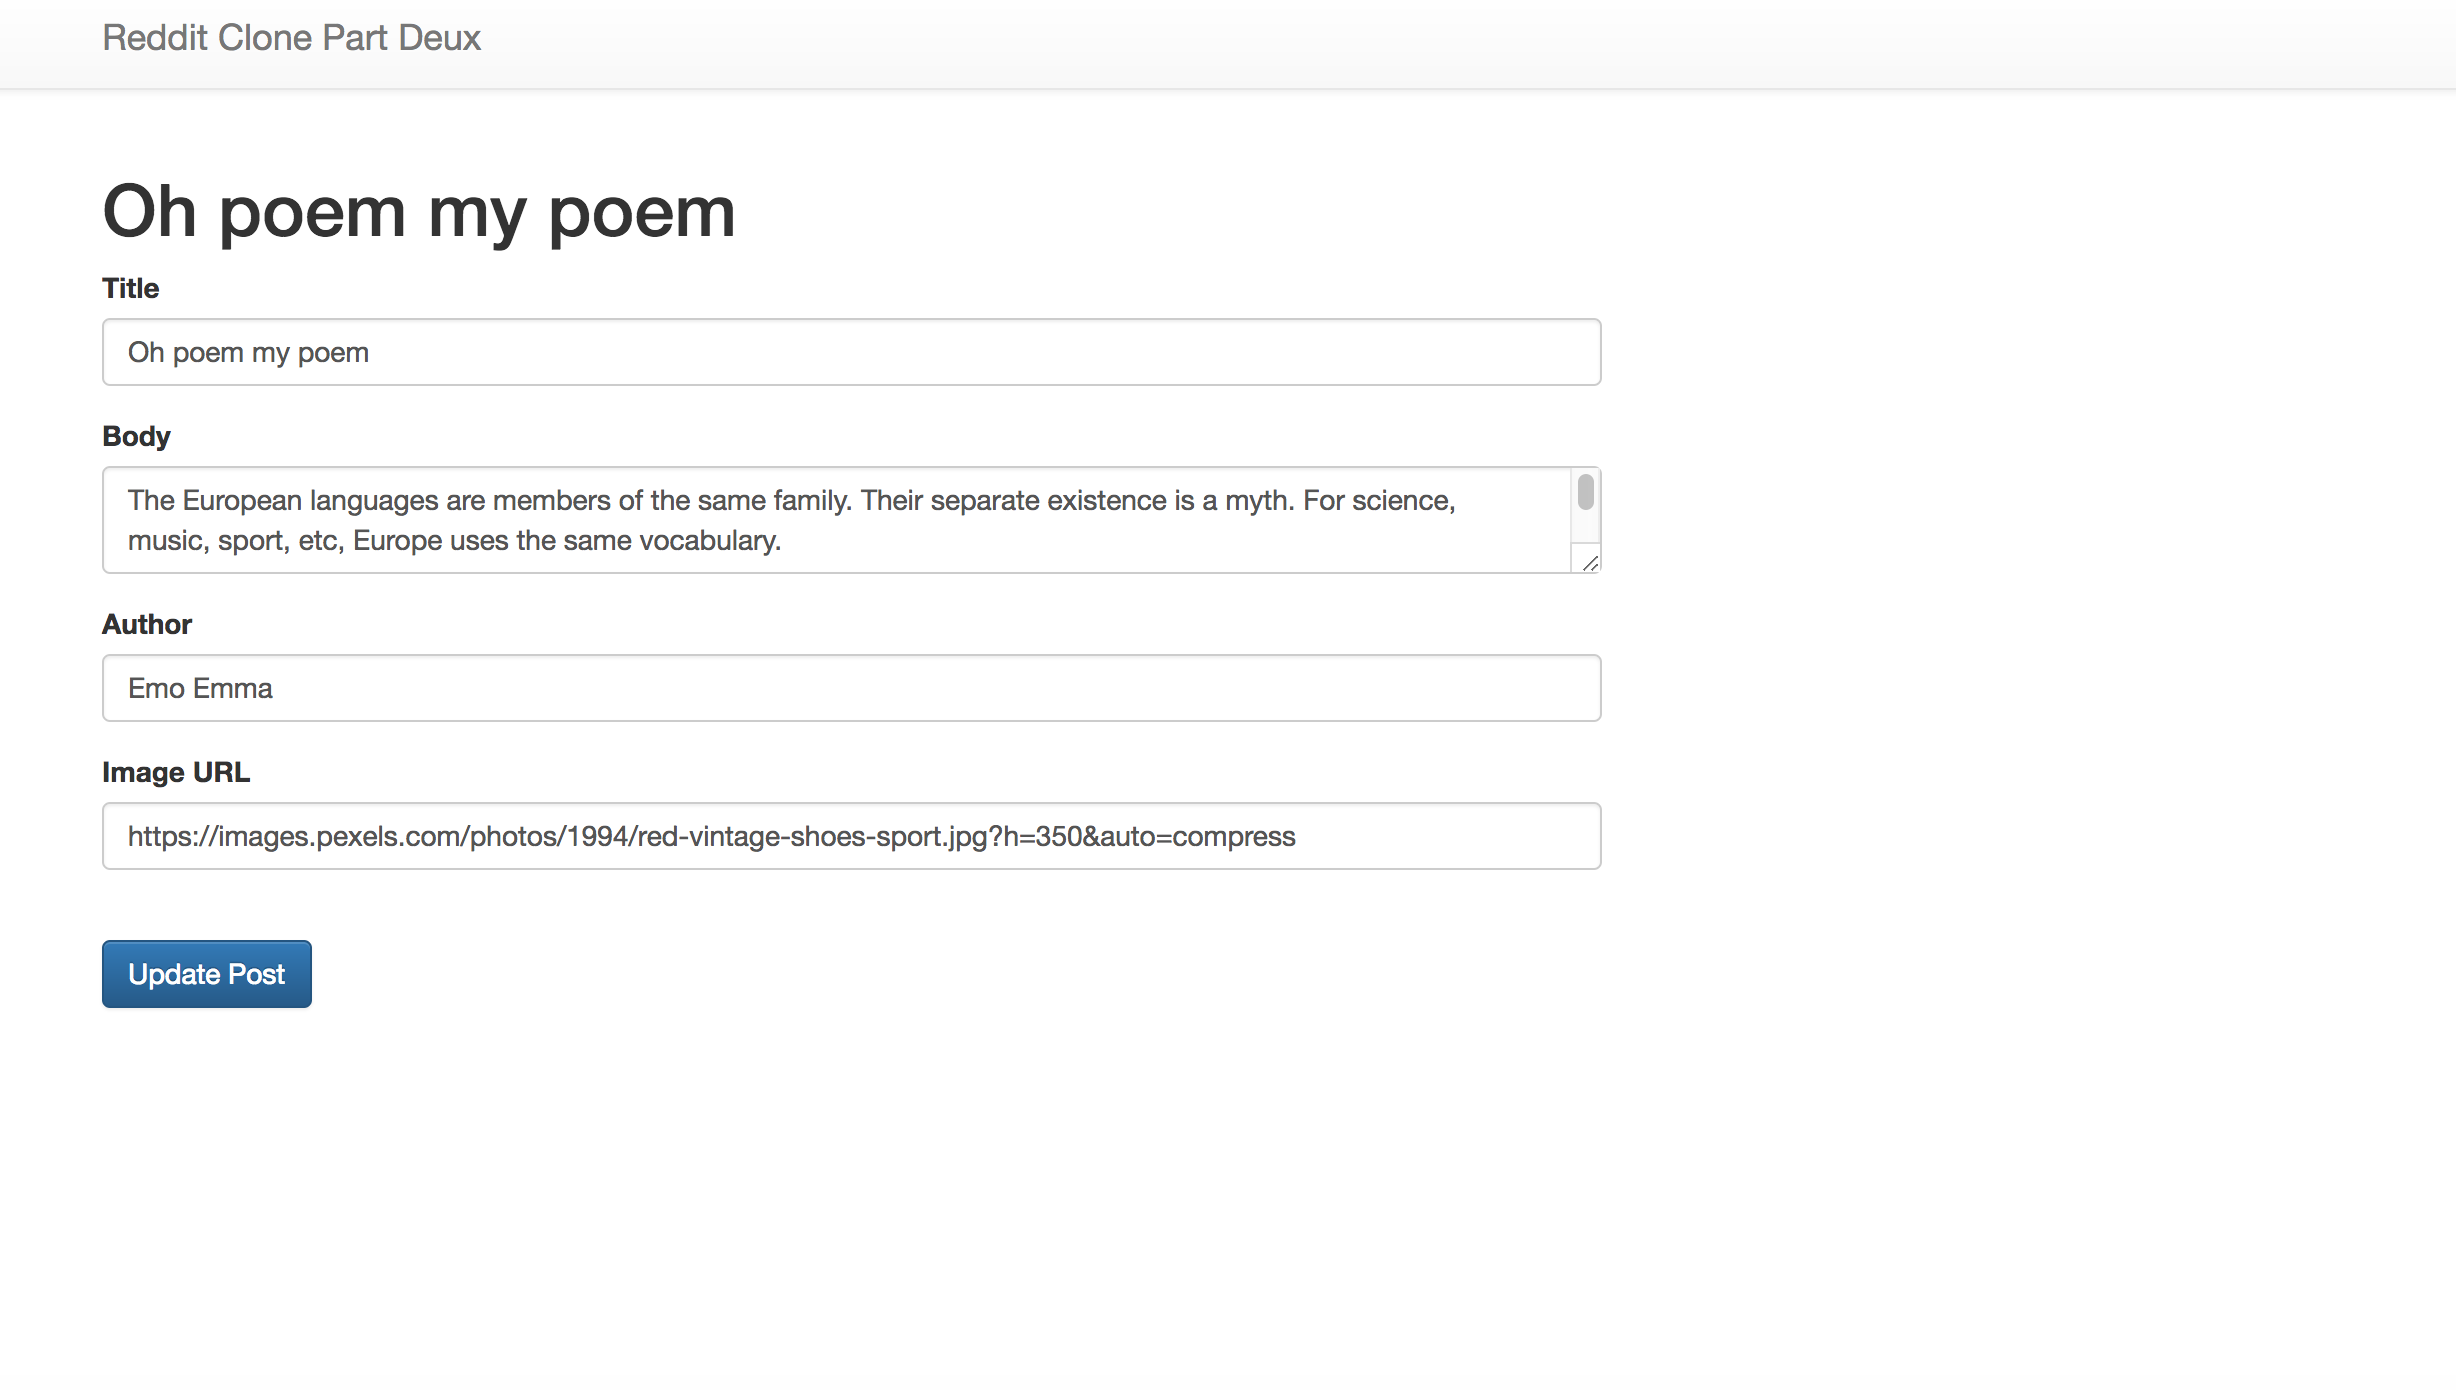 Reddit Clone Part Deux
Oh poem my poem
Title
Oh poem my poem
Body
The European languages are members of the same family. Their separate existence is a myth. For science,
music, sport, etc, Europe uses the same vocabulary.
Author
Emo Emma
Image URL
https://images.pexels.com/photos/1994/red-vintage-shoes-sport.jpg?h=350&auto=compress
Update Post